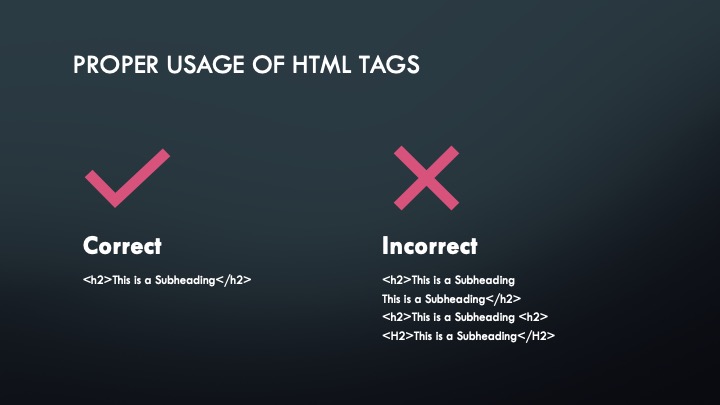 PROPER USAGE OF HTML TAGS
Correct
<h2>This is a Subheading</h2>
Incorrect
<h2>This is a Subheading
This is a Subheading</h2>
<h2>This is a Subheading <h2>
<H2>This is a Subheading</H2>